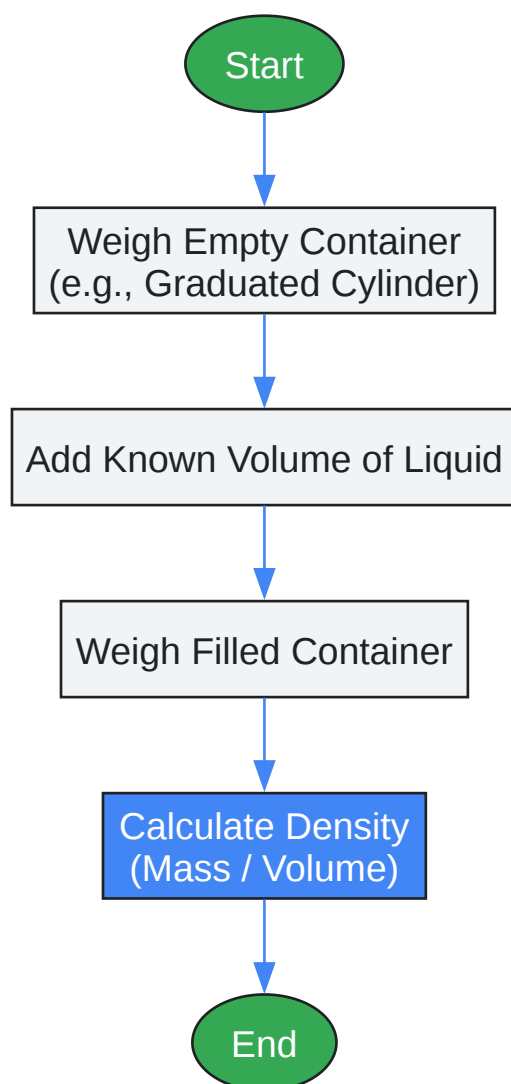 Start
Weigh Empty Container
(e.g., Graduated Cylinder)
Add Known Volume of Liquid
Weigh Filled Container
Calculate Density
(Mass / Volume)
End